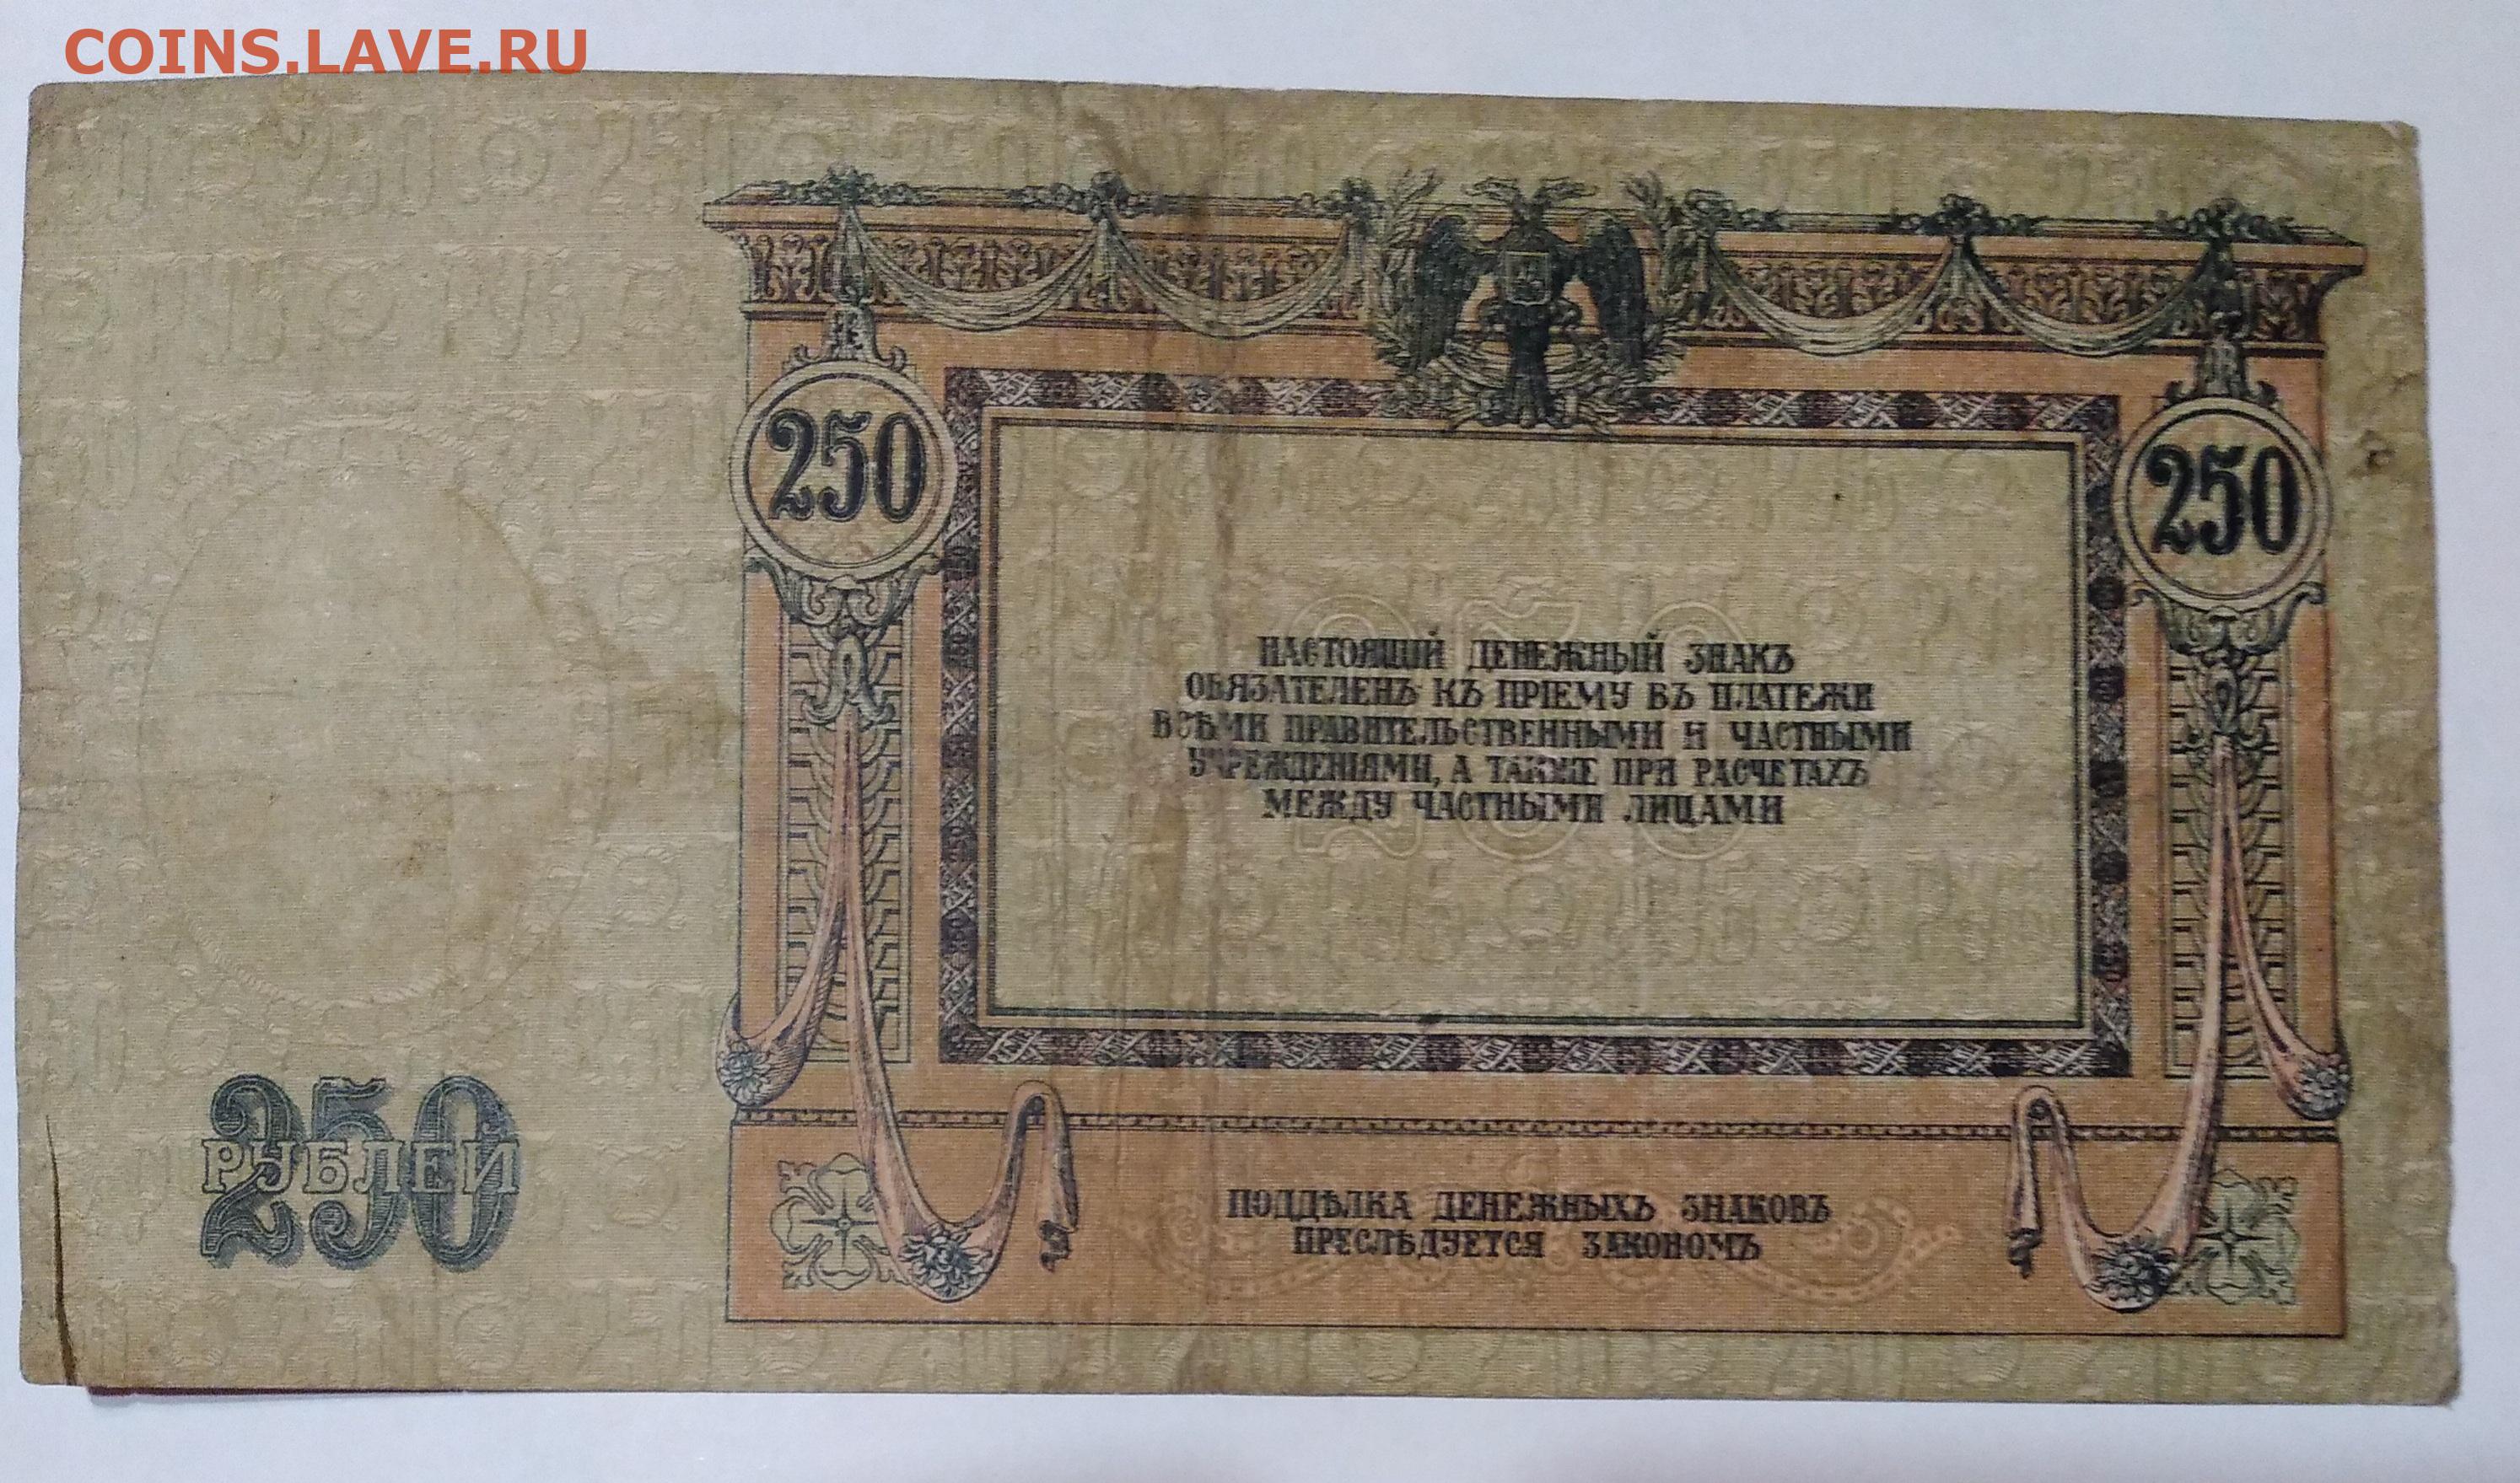 COINS.LAVE.RU
250
250
НАСТОЯЩІЙ ДЕНЕЖНЫЙ ЗНАКЪ
ОБЯЗАТЕЛЕНЪ КЪ ПРІЕМУ ВЪ ПЛАТЕЖИ
ВСѢМИ ПРАВИТЕЛЬСТВЕННЫМИ И ЧАСТНЫМИ
УЧРЕЖДЕНІЯМИ, А ТАКЖЕ ПРИ РАСЧЕТАХЪ
МЕЖДУ ЧАСТНЫМИ ЛИЦАМИ
250
РУБЛЕЙ
ПОДДѢЛКА ДЕНЕЖНЫХЪ ЗНАКОВЪ
ПРЕСЛѢДУЕТСЯ ЗАКОНОМЪ